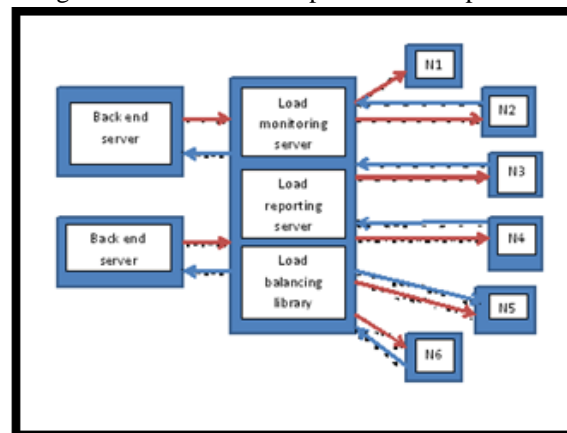 Back end
server
Back end
server
Load
monitoring
server
Load
reporting
server
Load
balancing
library
N1
N2
N3
N4
N5
N6